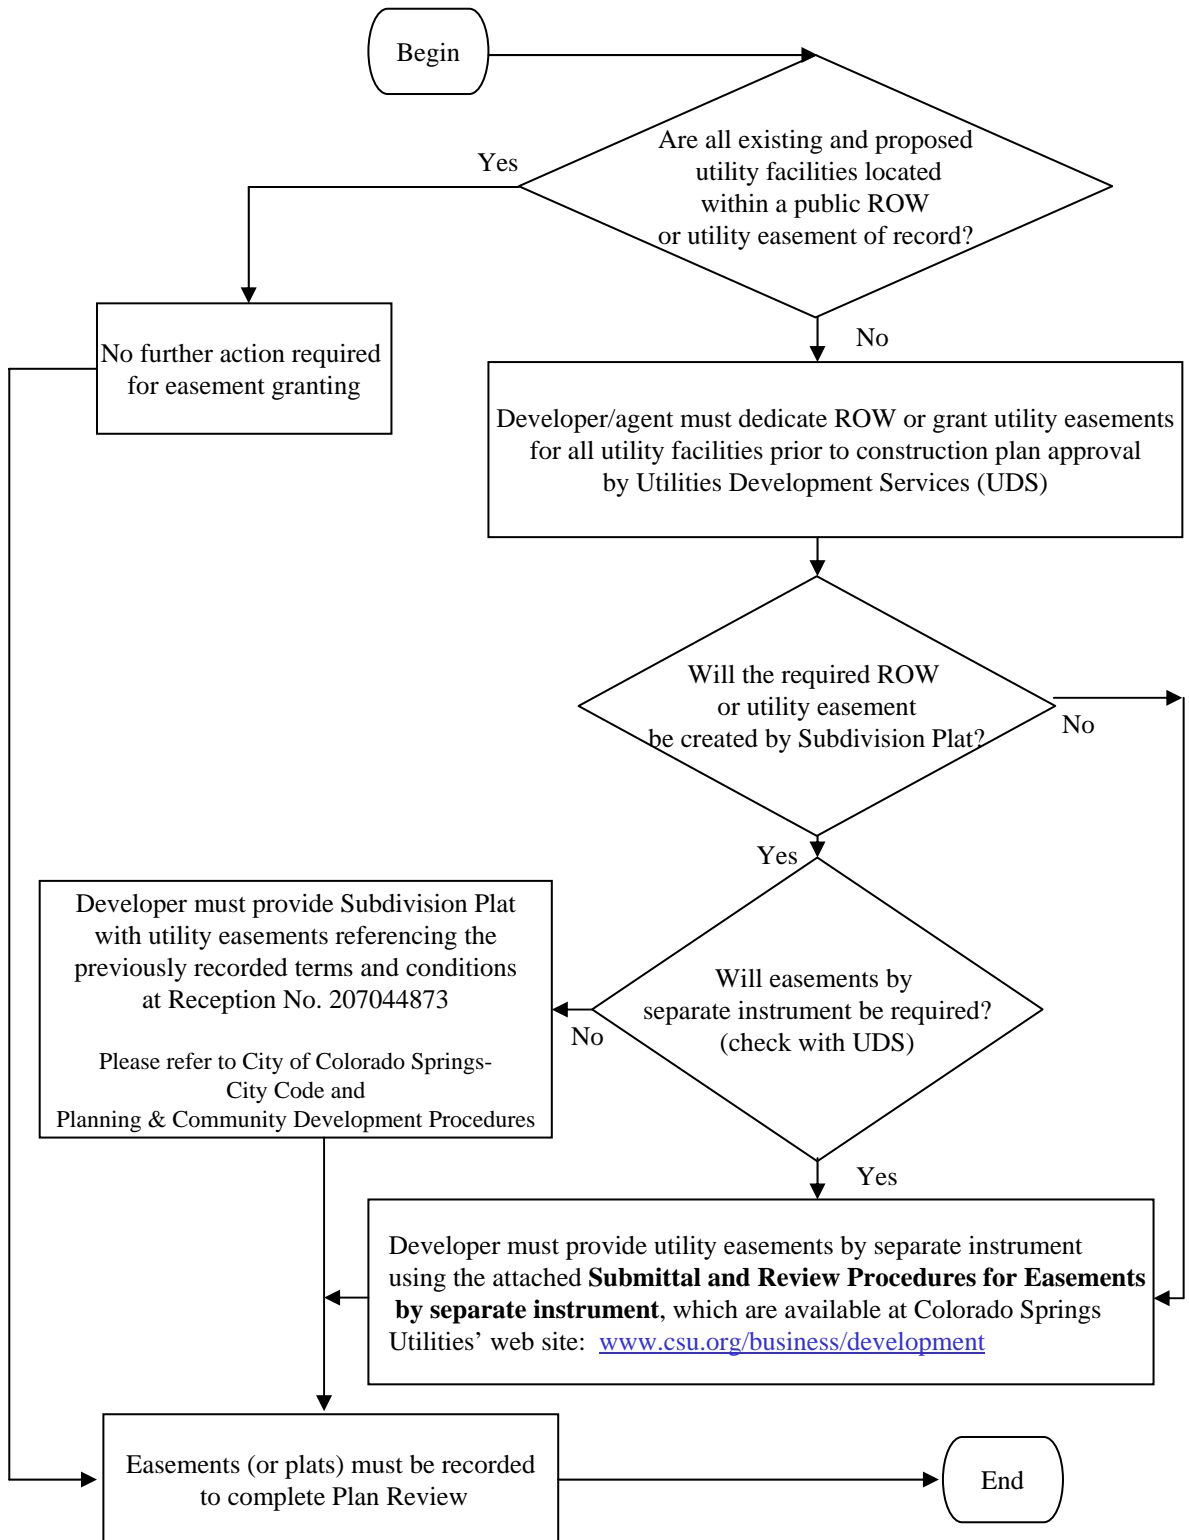 Begin
Are all existing and proposed
utility facilities located
within a public ROW
or utility easement of record?
Yes
No
No further action required
for easement granting
Developer/agent must dedicate ROW or grant utility easements
for all utility facilities prior to construction plan approval
by Utilities Development Services (UDS)
Will the required ROW
or utility easement
be created by Subdivision Plat?
No
Yes
Developer must provide Subdivision Plat
with utility easements referencing the
previously recorded terms and conditions
at Reception No. 207044873
Please refer to City of Colorado Springs-
City Code and
Planning & Community Development Procedures
Will easements by
separate instrument be required?
(check with UDS)
No
Yes
Developer must provide utility easements by separate instrument
using the attached Submittal and Review Procedures for Easements
by separate instrument, which are available at Colorado Springs
Utilities’ web site: www.csu.org/business/development
Easements (or plats) must be recorded
to complete Plan Review
End